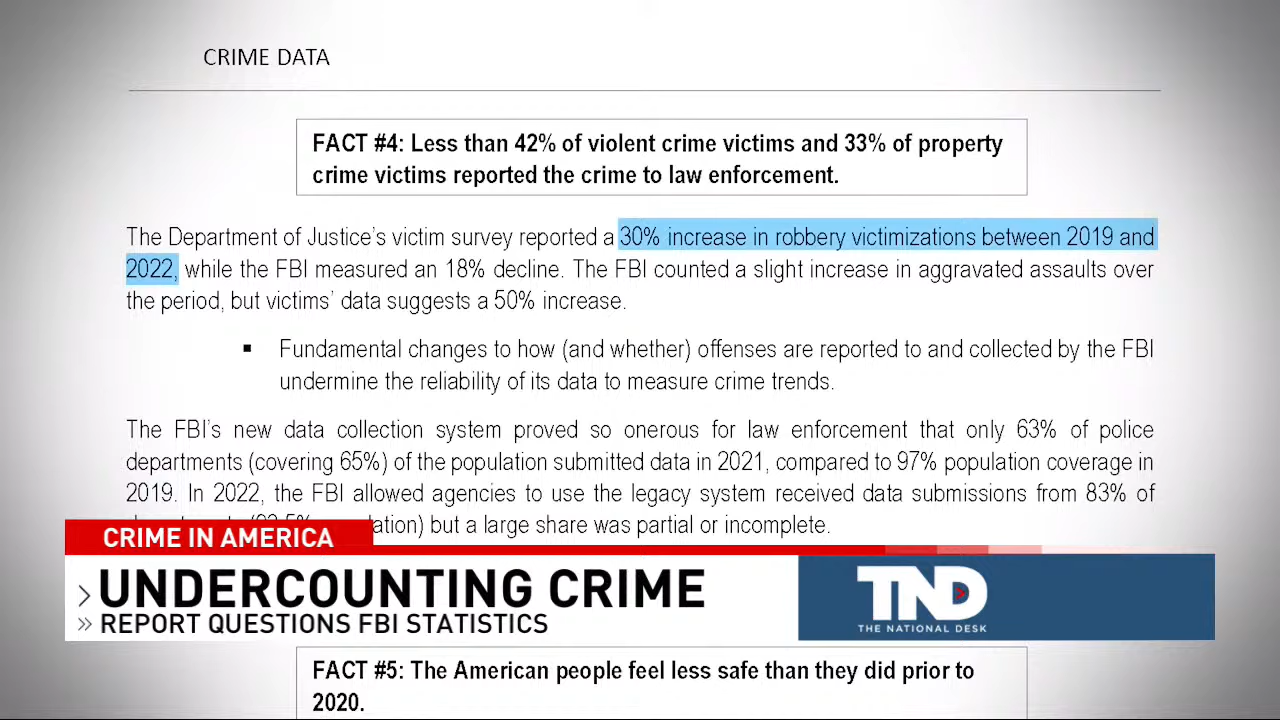 CRIME DATA
FACT #4: Less than 42% of violent crime victims and 33% of property
crime victims reported the crime to law enforcement.
The Department of Justice's victim survey reported a 30% increase in robbery victimizations between 2019 and
2022, while the FBI measured an 18% decline. The FBI counted a slight increase in aggravated assaults over
the period, but victims' data suggests a 50% increase.
▪ Fundamental changes to how (and whether) offenses are reported to and collected by the FBI
undermine the reliability of its data to measure crime trends.
The FBI's new data collection system proved so onerous for law enforcement that only 63% of police
departments (covering 65%) of the population submitted data in 2021, compared to 97% population coverage in
2019. In 2022, the FBI allowed agencies to use the legacy system received data submissions from 83% of
but a large share was partial or incomplete.
CRIME IN AMERICA
UNDERCOUNTING CRIME
REPORT QUESTIONS FBI STATISTICS
TND
THE NATIONAL DESK
FACT #5: The American people feel less safe than they did prior to
2020.